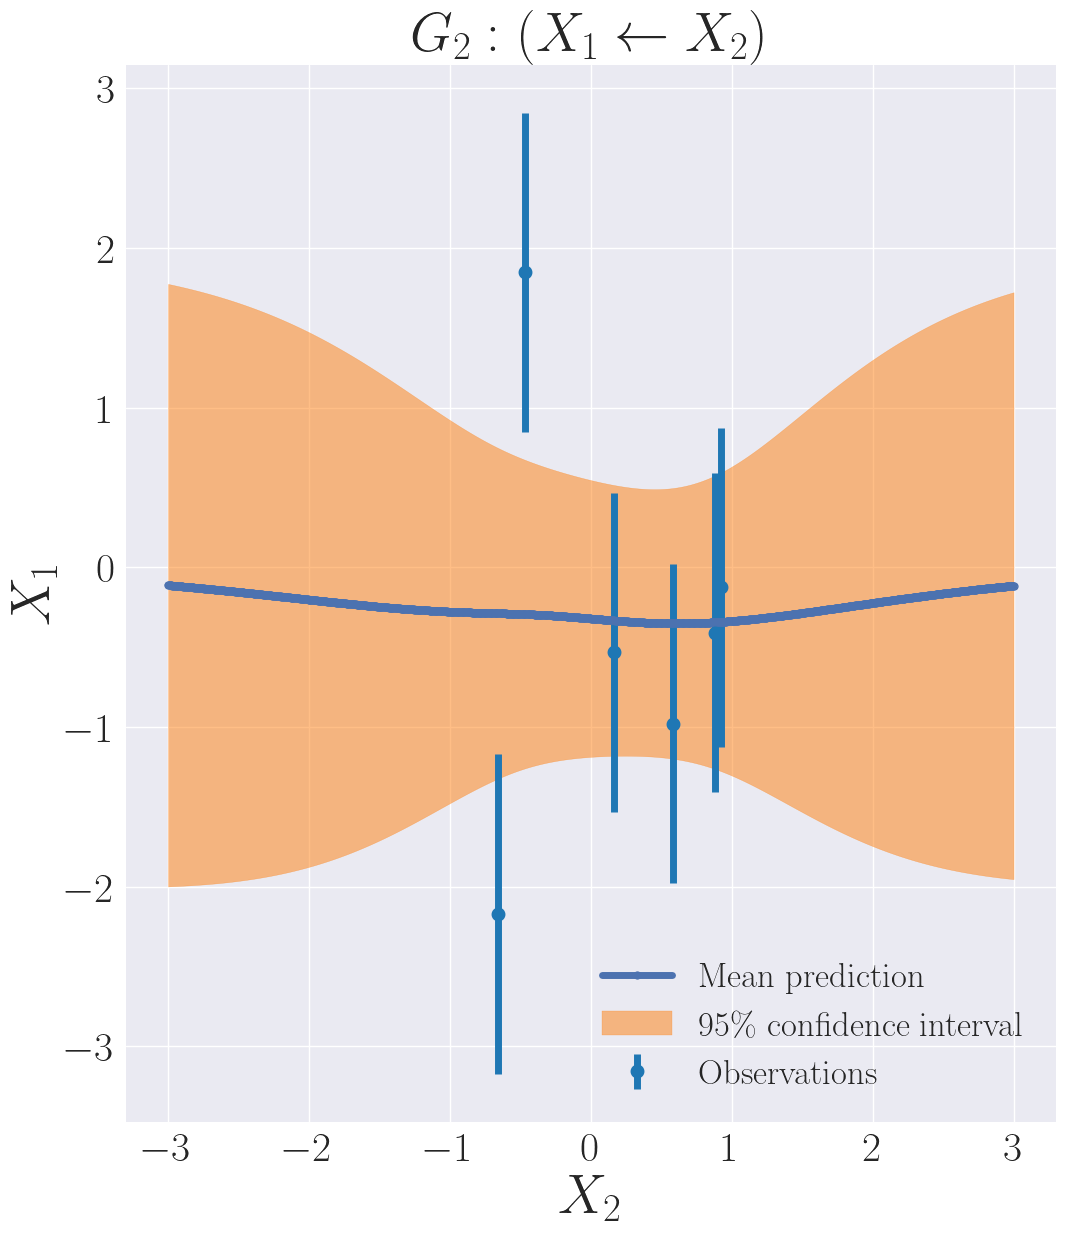 G₂ : (X₁ ← X₂)
3
2
1
0
−1
−2
−3
X₁
Mean prediction
95% confidence interval
Observations
−3 −2 −1 0 1 2 3
X₂